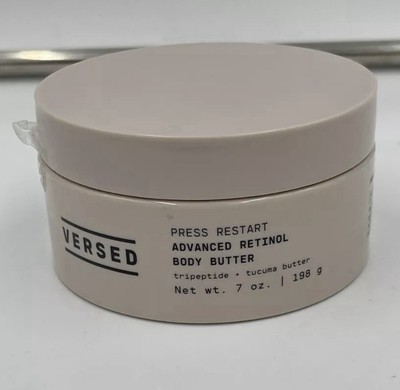 VERSED
PRESS RESTART
ADVANCED RETINOL
BODY BUTTER
tripeptide + tucuma butter
Net wt. 7 oz. | 198 g